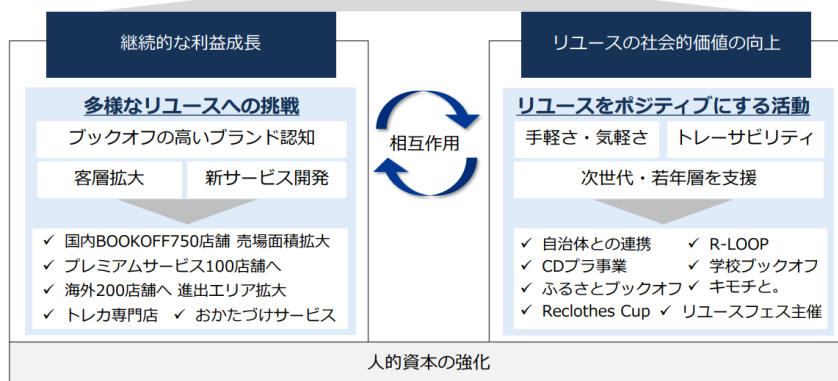 継続的な利益成長
リユースの社会的価値の向上
多様なリユースへの挑戦
ブックオフの高いブランド認知
客層拡大
新サービス開発
✓ 国内BOOKOFF750店舗 売場面積拡大
✓ プレミアムサービス100店舗へ
✓ 海外200店舗へ 進出エリア拡大
✓ トレカ専門店 ✓ おかたづけサービス
相互作用
リユースをポジティブにする活動
手軽さ・気軽さ
トレーサビリティ
次世代・若年層を支援
✓ 自治体との連携 ✓ R-LOOP
✓ CDプラ事業 ✓ 学校ブックオフ
✓ ふるさとブックオフ ✓ キモチと。
✓ Reclothes Cup ✓ リユースフェス主催
人的資本の強化